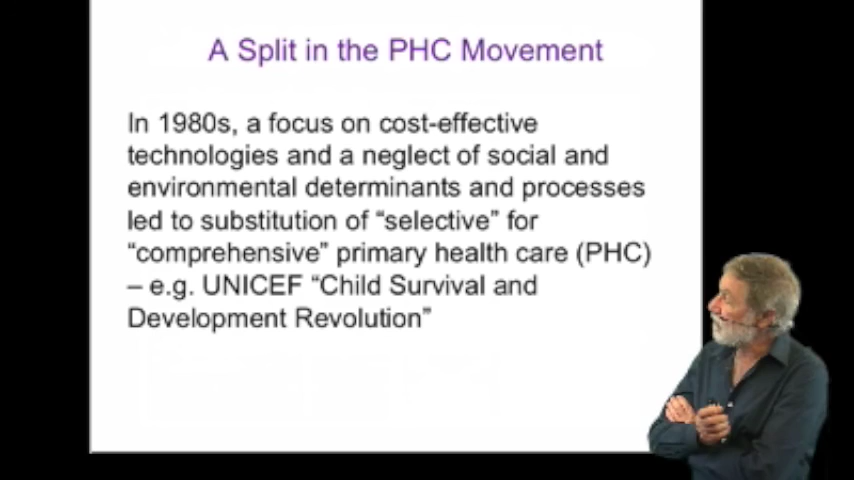 A Split in the PHC Movement
In 1980s, a focus on cost-effective
technologies and a neglect of social and
environmental determinants and processes
led to substitution of “selective” for
“comprehensive” primary health care (PHC)
– e.g. UNICEF “Child Survival and
Development Revolution”